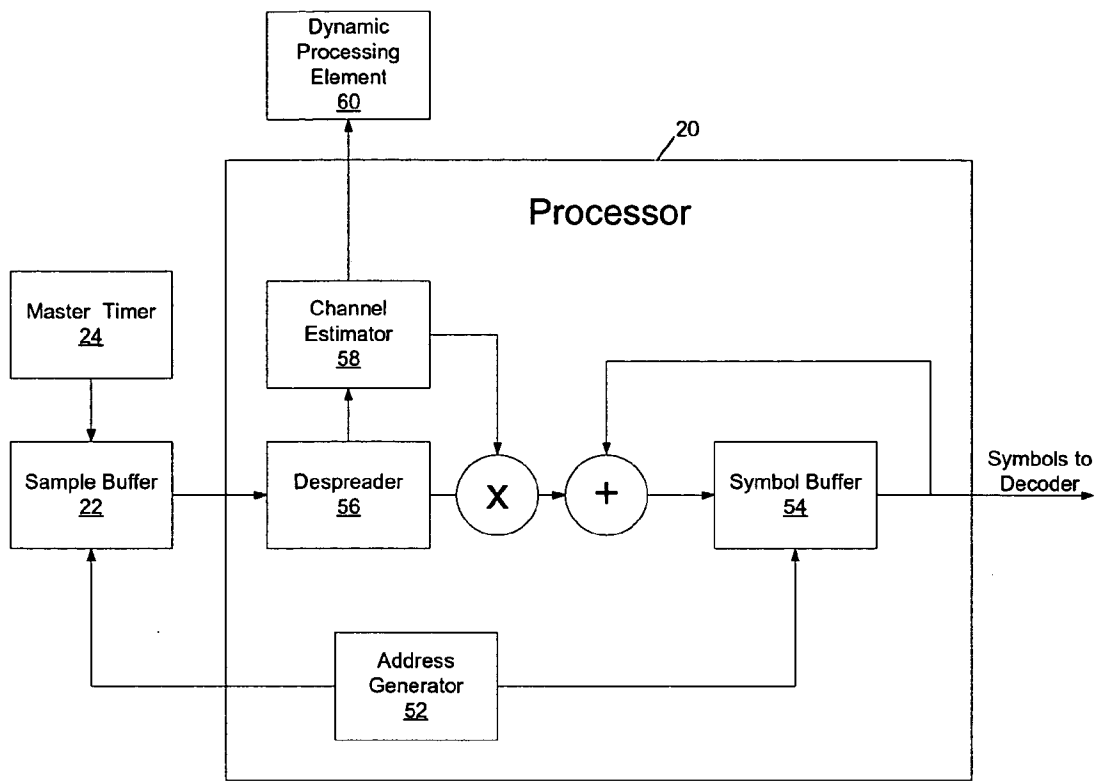 Dynamic
Processing
Element
60
20
Processor
Master Timer
24
Channel
Estimator
58
Sample Buffer
22
Despreader
56
X
+
Symbol Buffer
54
Symbols to
Decoder
Address
Generator
52